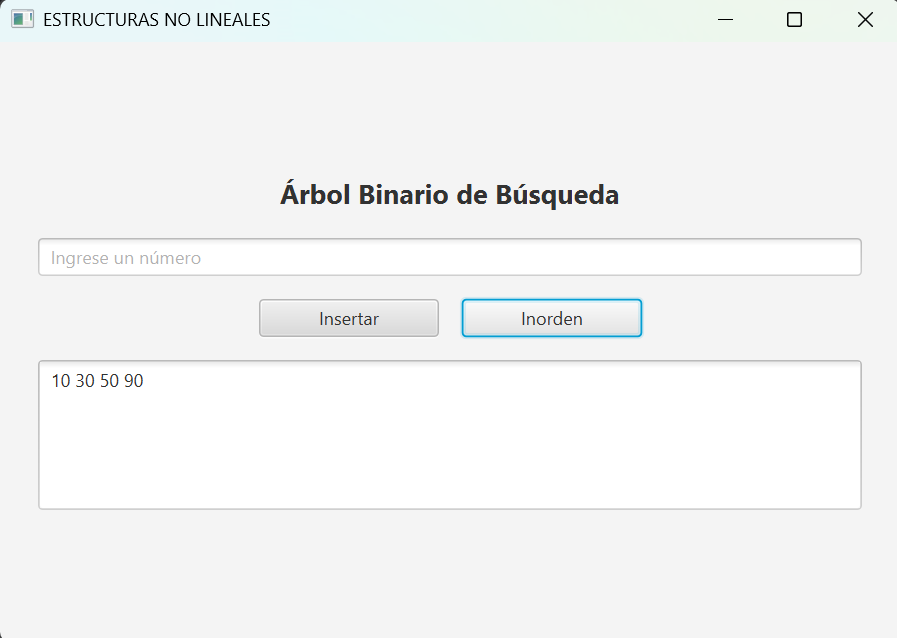 ESTRUCTURAS NO LINEALES
Árbol Binario de Búsqueda
Ingrese un número
Insertar
Inorden
10 30 50 90